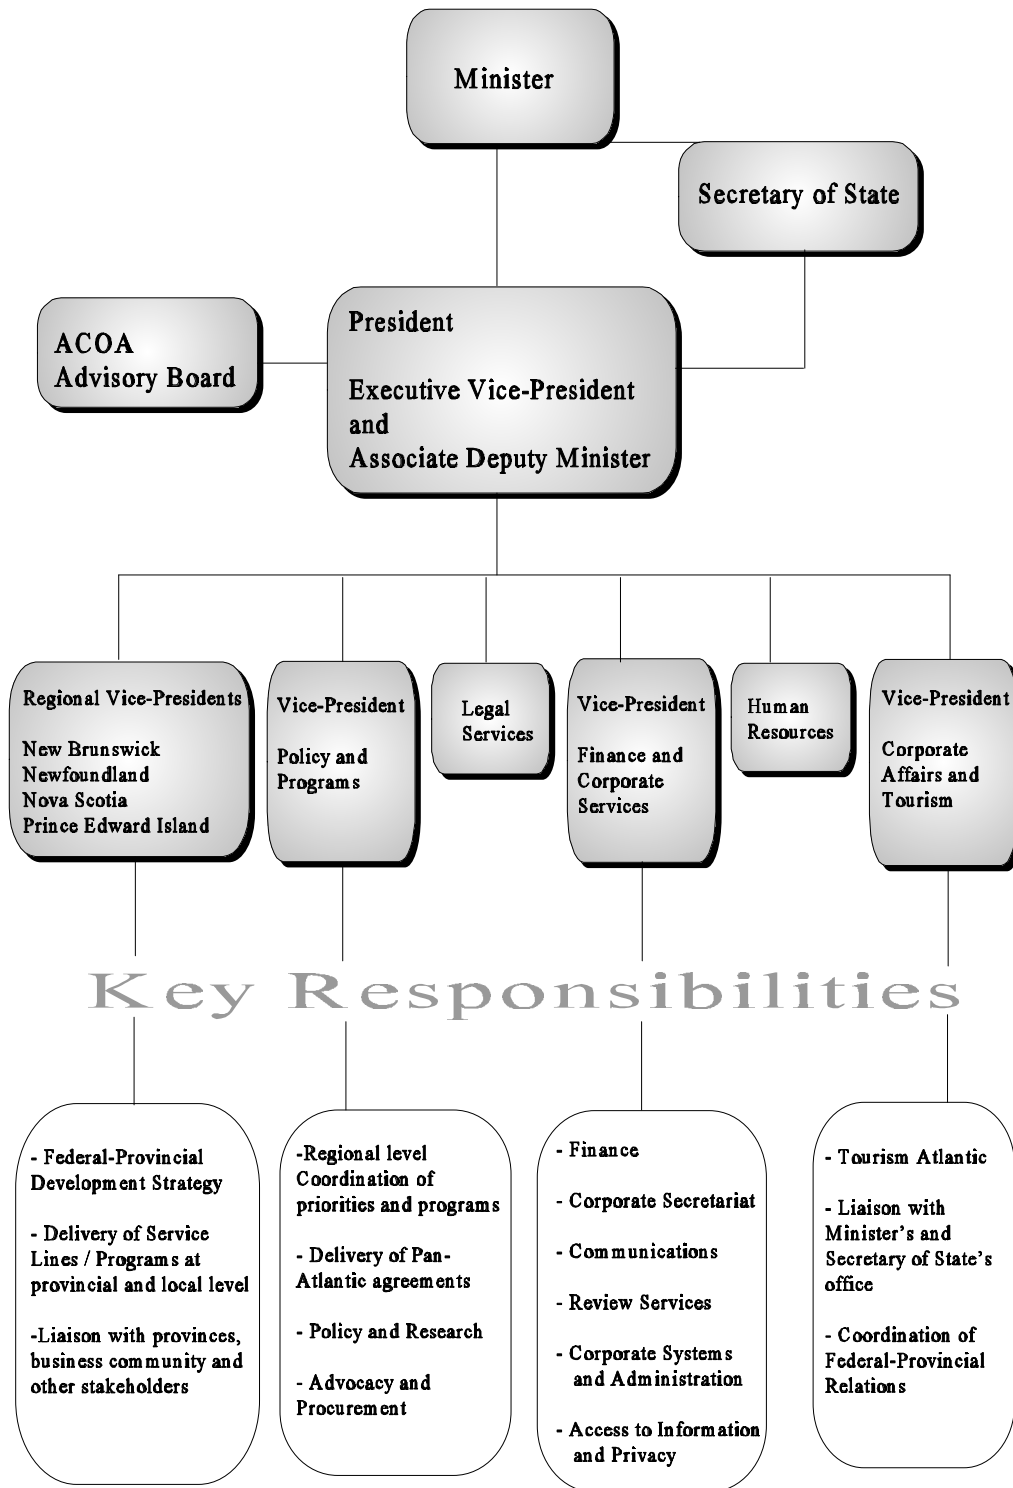 Minister
Secretary of State
ACOA
Advisory Board
President
Executive Vice-President
and
Associate Deputy Minister
Regional Vice-Presidents
New Brunswick
Newfoundland
Nova Scotia
Prince Edward Island
Vice-President
Policy and
Programs
Legal
Services
Vice-President
Finance and
Corporate
Services
Human
Resources
Vice-President
Corporate
Affairs and
Tourism
Key Responsibilities
- Federal-Provincial
Development Strategy
- Delivery of Service
Lines / Programs at
provincial and local level
-Liaison with provinces,
business community and
other stakeholders
-Regional level
Coordination of
priorities and programs
- Delivery of Pan-
Atlantic agreements
- Policy and Research
- Advocacy and
Procurement
- Finance
- Corporate Secretariat
- Communications
- Review Services
- Corporate Systems
and Administration
- Access to Information
and Privacy
- Tourism Atlantic
- Liaison with
Minister's and
Secretary of State's
office
- Coordination of
Federal-Provincial
Relations